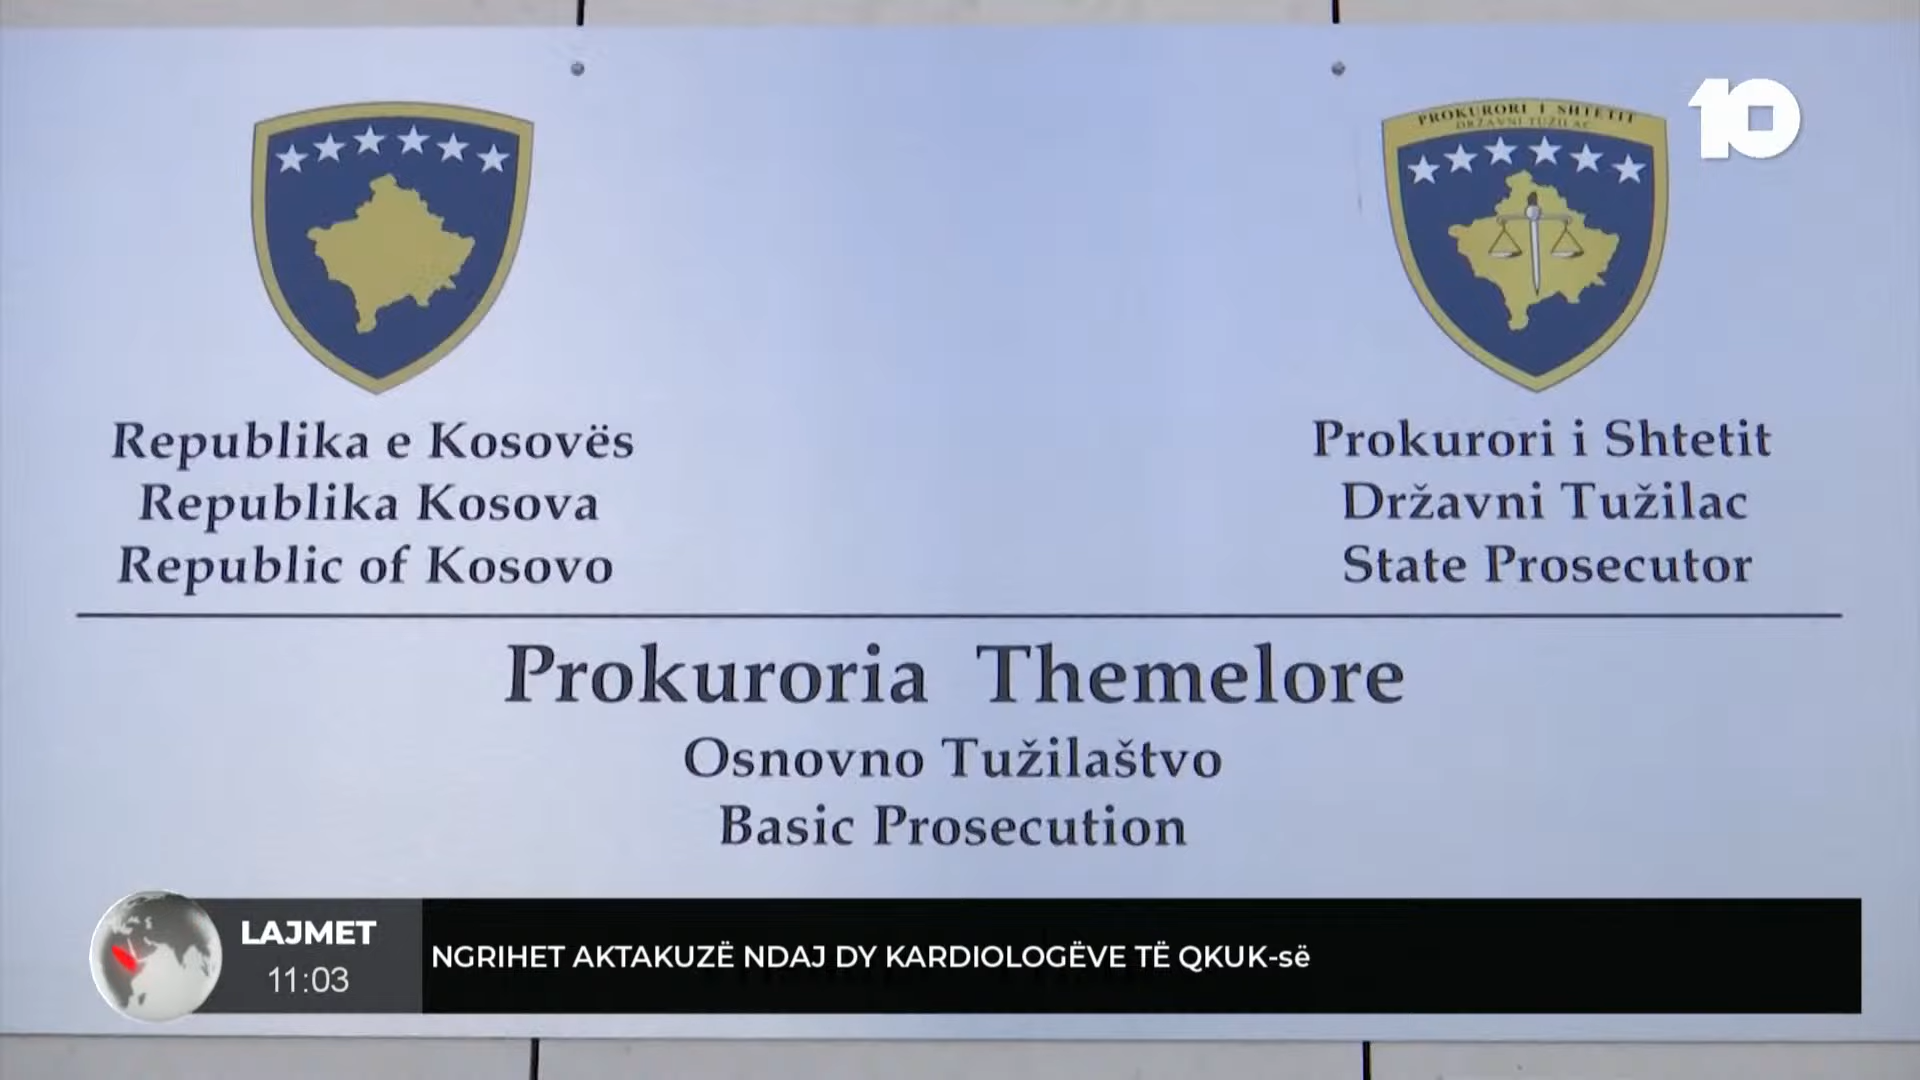 PROKURORI I SHTETIT
DRŽAVNI TUŽILAC
10
Republika e Kosovës
Republika Kosova
Republic of Kosovo
Prokurori i Shtetit
Državni Tužilac
State Prosecutor
Prokuroria Themelore
Osnovno Tužilaštvo
Basic Prosecution
LAJMET
11:03
NGRIHET AKTAKUZË NDAJ DY KARDIOLOGËVE TË QKUK-së